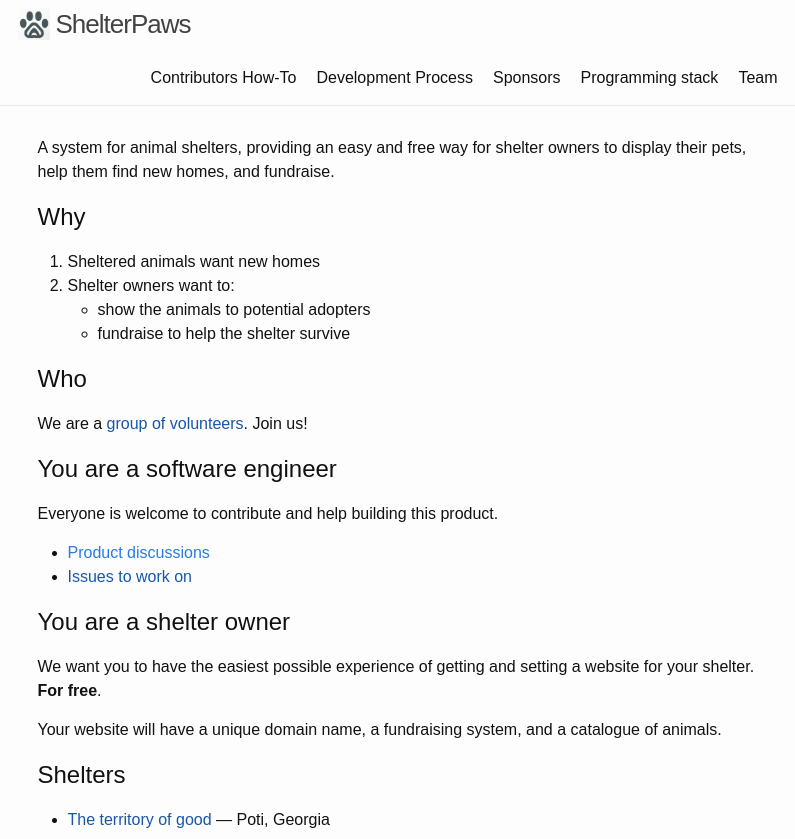 ShelterPaws
Contributors How-To Development Process Sponsors Programming stack Team
A system for animal shelters, providing an easy and free way for shelter owners to display their pets,
help them find new homes, and fundraise.
Why
1. Sheltered animals want new homes
2. Shelter owners want to:
◦ show the animals to potential adopters
◦ fundraise to help the shelter survive
Who
We are a group of volunteers. Join us!
You are a software engineer
Everyone is welcome to contribute and help building this product.
• Product discussions
• Issues to work on
You are a shelter owner
We want you to have the easiest possible experience of getting and setting a website for your shelter.
For free.
Your website will have a unique domain name, a fundraising system, and a catalogue of animals.
Shelters
• The territory of good — Poti, Georgia